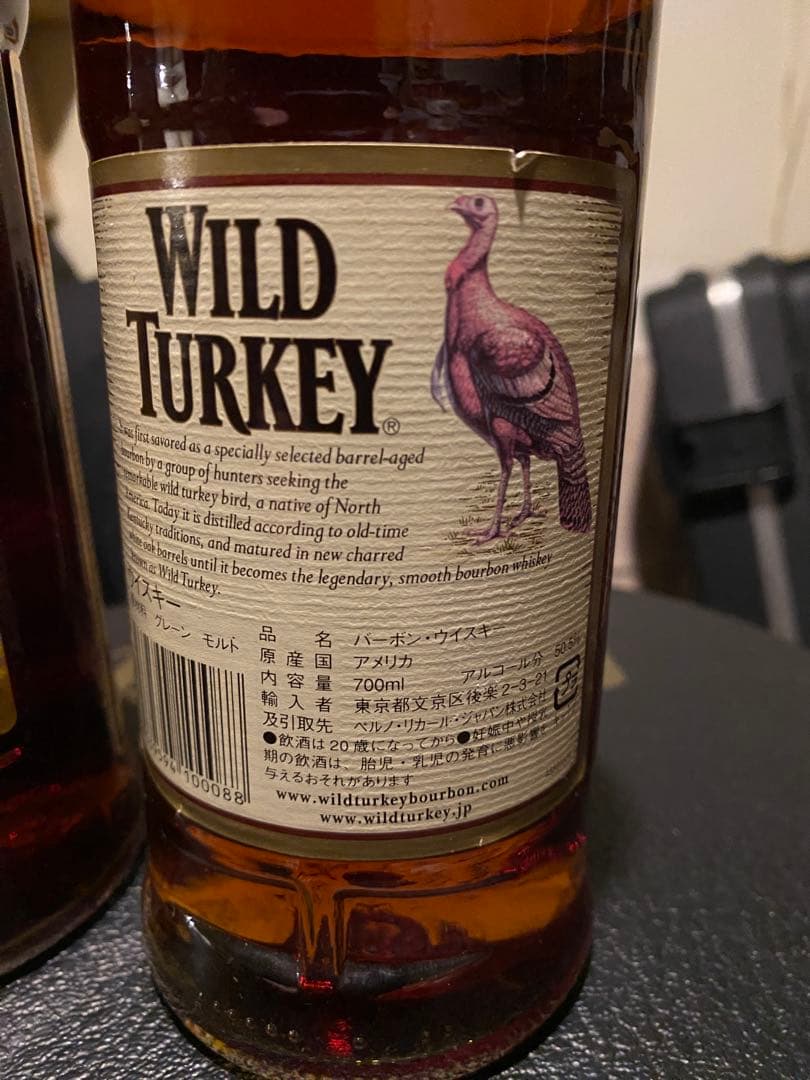 WILD
TURKEY®
was first savored as a specially selected barrel-aged
bourbon by a group of hunters seeking the
remarkable wild turkey bird, a native of North
America. Today it is distilled according to old-time
Kentucky traditions, and matured in new charred
white oak barrels until it becomes the legendary, smooth bourbon whiskey
known as Wild Turkey.
ウイスキー
グレーン モルト
品名 バーボン・ウイスキー
原産国 アメリカ
内容量 700ml アルコール分 50.5%
輸入者 東京都文京区後楽2-3-21
及引取先 ペルノ・リカール・ジャパン株式会社
●飲酒は20歳になってから●妊娠中や授乳
期の飲酒は、胎児・乳児の発育に悪影響を
与えるおそれがあります
100088
www.wildturkeybourbon.com
www.wildturkey.jp